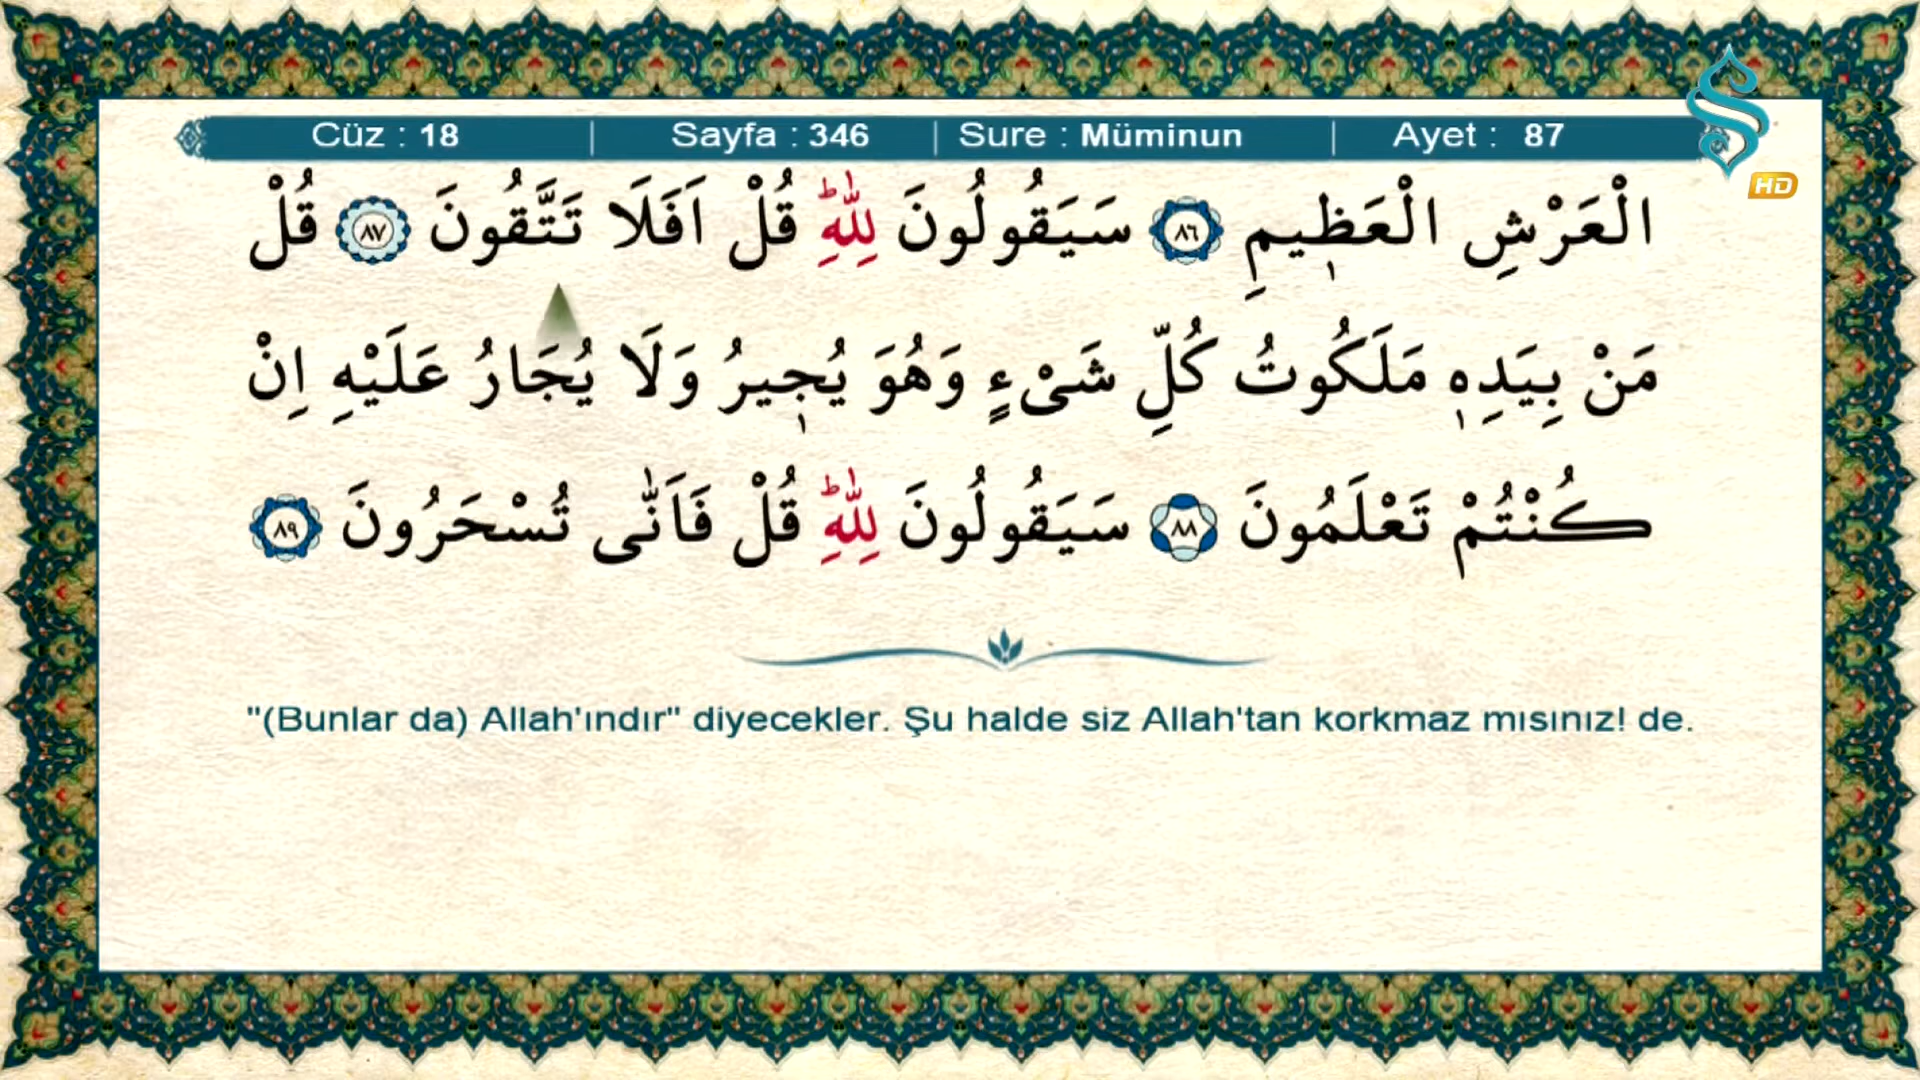 Cüz : 18 | Sayfa : 346 | Sure : Müminun | Ayet : 87
HD
الْعَرْشِ الْعَظ۪يمِ ﴿٨٦﴾ سَيَقُولُونَ لِلّٰهِۜ قُلْ اَفَلَا تَتَّقُونَ ﴿٨٧﴾ قُلْ
مَنْ بِيَدِه۪ مَلَكُوتُ كُلِّ شَىْءٍ وَهُوَ يُج۪يرُ وَلَا يُجَارُ عَلَيْهِ اِنْ
كُنْتُمْ تَعْلَمُونَ ﴿٨٨﴾ سَيَقُولُونَ لِلّٰهِۜ قُلْ فَاَنّٰى تُسْحَرُونَ ﴿٨٩﴾
"(Bunlar da) Allah'ındır" diyecekler. Şu halde siz Allah'tan korkmaz mısınız! de.